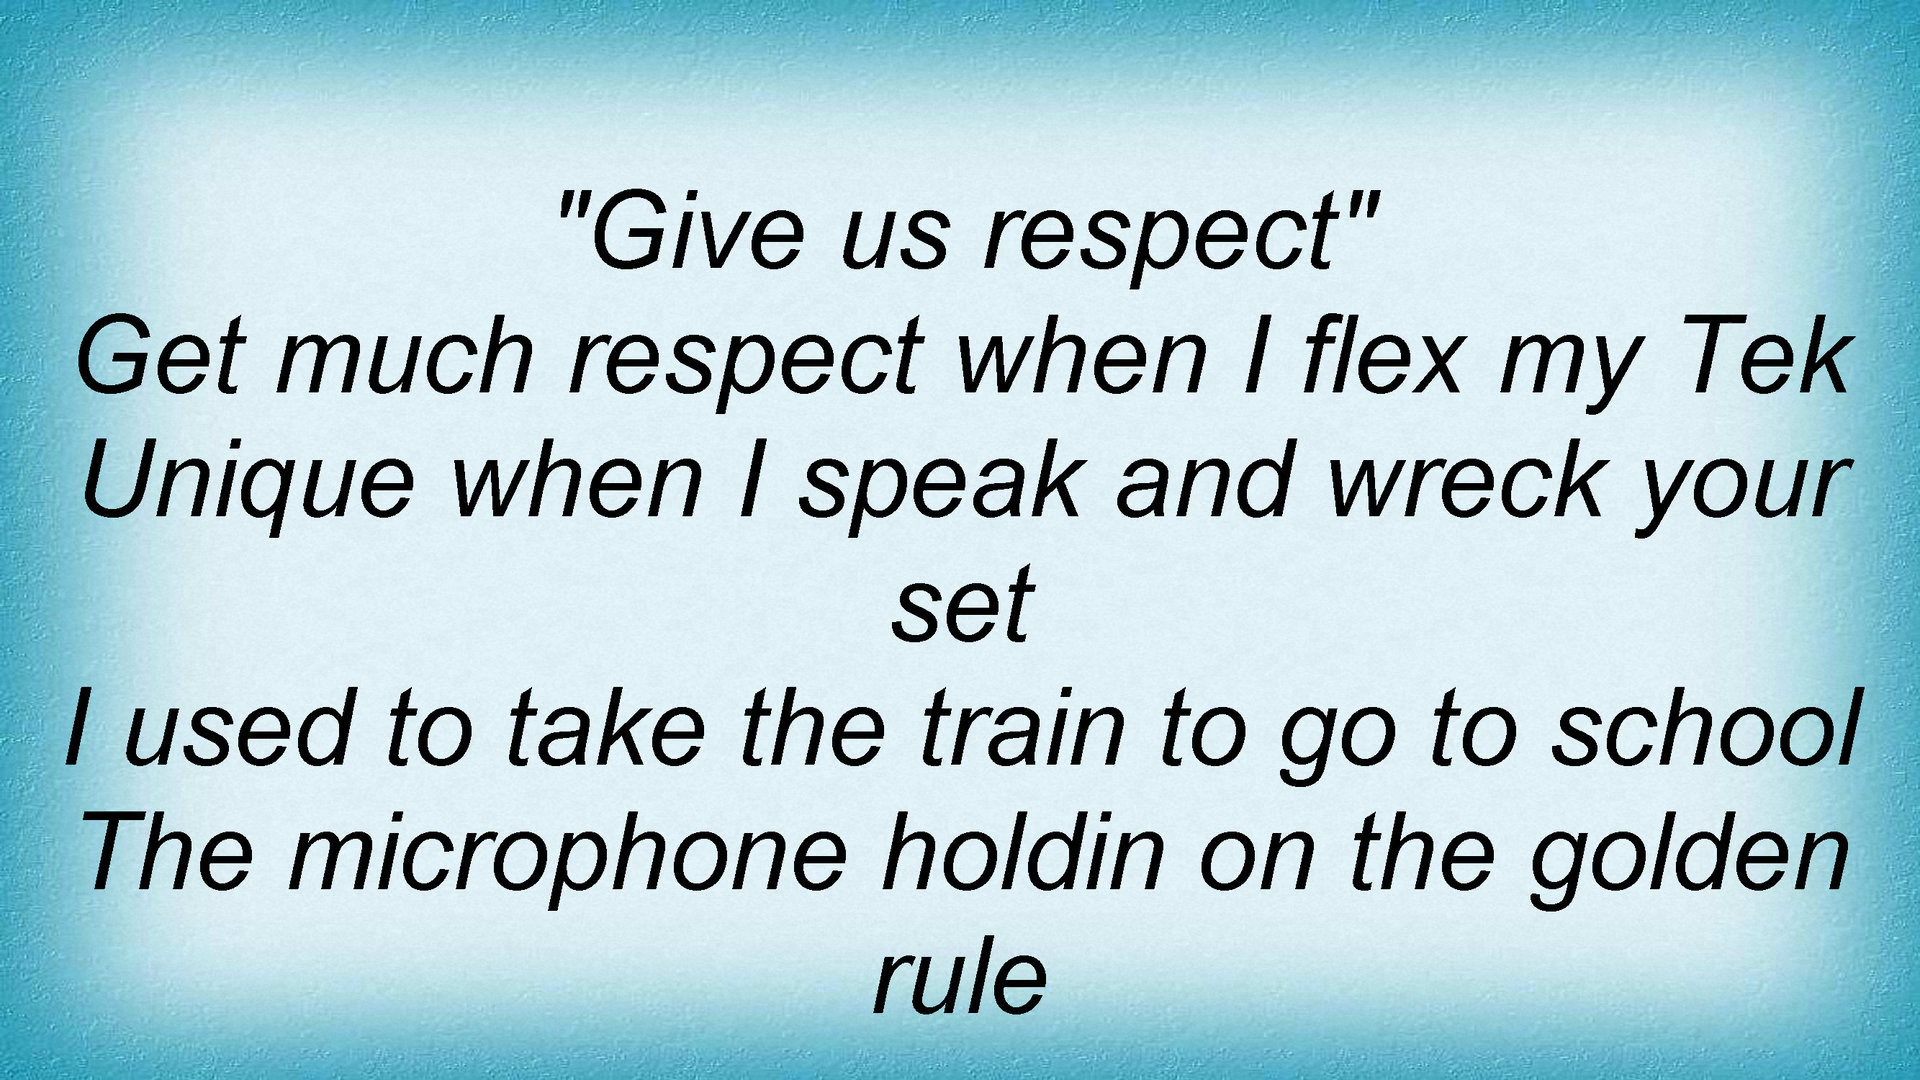 "Give us respect"
Get much respect when I flex my Tek
Unique when I speak and wreck your
set
I used to take the train to go to school
The microphone holdin on the golden
rule